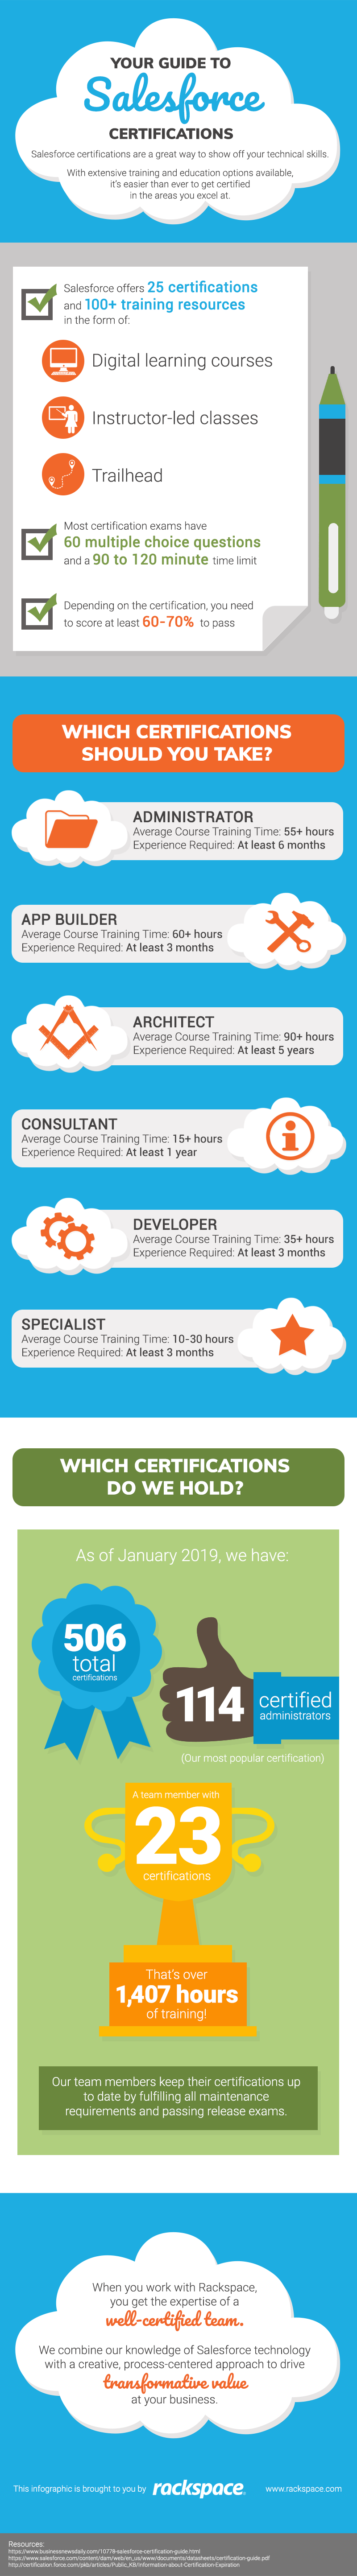 YOUR GUIDE TO
Salesforce
CERTIFICATIONS
Salesforce certifications are a great way to show off your technical skills.
With extensive training and education options available,
it's easier than ever to get certified
in the areas you excel at.
Salesforce offers 25 certifications
and 100+ training resources
in the form of:
Digital learning courses
Instructor-led classes
Trailhead
Most certification exams have
60 multiple choice questions
and a 90 to 120 minute time limit
Depending on the certification, you need
to score at least 60-70% to pass
WHICH CERTIFICATIONS
SHOULD YOU TAKE?
ADMINISTRATOR
Average Course Training Time: 55+ hours
Experience Required: At least 6 months
APP BUILDER
Average Course Training Time: 60+ hours
Experience Required: At least 3 months
ARCHITECT
Average Course Training Time: 90+ hours
Experience Required: At least 5 years
CONSULTANT
Average Course Training Time: 15+ hours
Experience Required: At least 1 year
DEVELOPER
Average Course Training Time: 35+ hours
Experience Required: At least 3 months
SPECIALIST
Average Course Training Time: 10-30 hours
Experience Required: At least 3 months
WHICH CERTIFICATIONS
DO WE HOLD?
As of January 2019, we have:
506
total
certifications
114 certified
administrators
(Our most popular certification)
A team member with
23
certifications
That's over
1,407 hours
of training!
Our team members keep their certifications up
to date by fulfilling all maintenance
requirements and passing release exams.
When you work with Rackspace,
you get the expertise of a
well-certified team.
We combine our knowledge of Salesforce technology
with a creative, process-centered approach to drive
transformative value
at your business.
This infographic is brought to you by rackspace. www.rackspace.com
Resources:
https://www.businessnewsdaily.com/10778-salesforce-certification-guide.html
https://www.salesforce.com/content/dam/web/en_us/www/documents/datasheets/certification-guide.pdf
http://certification.force.com/pkb/articles/Public_KB/Information-about-Certification-Expiration